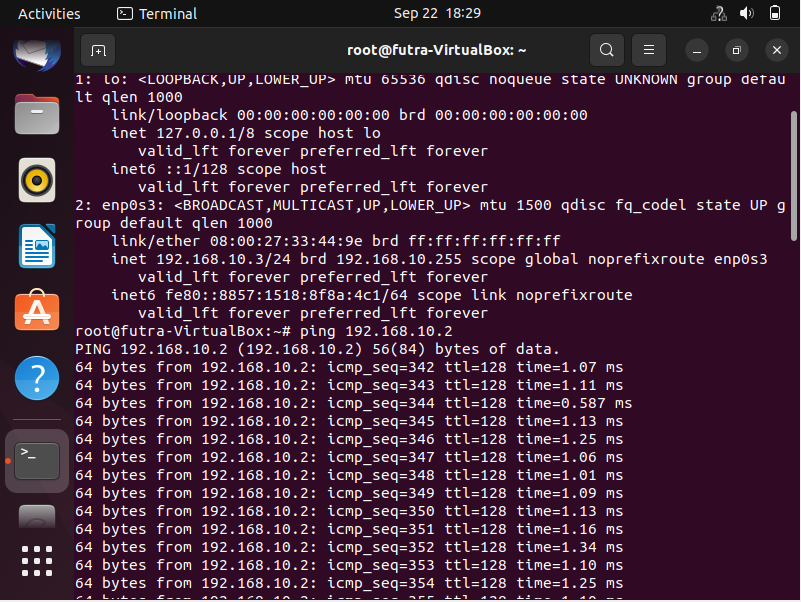 Activities Terminal Sep 22 18:29
root@futra-VirtualBox: ~
1: lo: <LOOPBACK,UP,LOWER_UP> mtu 65536 qdisc noqueue state UNKNOWN group defau
lt qlen 1000
link/loopback 00:00:00:00:00:00 brd 00:00:00:00:00:00
inet 127.0.0.1/8 scope host lo
valid_lft forever preferred_lft forever
inet6 ::1/128 scope host
valid_lft forever preferred_lft forever
2: enp0s3: <BROADCAST,MULTICAST,UP,LOWER_UP> mtu 1500 qdisc fq_codel state UP g
roup default qlen 1000
link/ether 08:00:27:33:44:9e brd ff:ff:ff:ff:ff:ff
inet 192.168.10.3/24 brd 192.168.10.255 scope global noprefixroute enp0s3
valid_lft forever preferred_lft forever
inet6 fe80::8857:1518:8f8a:4c1/64 scope link noprefixroute
valid_lft forever preferred_lft forever
root@futra-VirtualBox:~# ping 192.168.10.2
PING 192.168.10.2 (192.168.10.2) 56(84) bytes of data.
64 bytes from 192.168.10.2: icmp_seq=342 ttl=128 time=1.07 ms
64 bytes from 192.168.10.2: icmp_seq=343 ttl=128 time=1.11 ms
64 bytes from 192.168.10.2: icmp_seq=344 ttl=128 time=0.587 ms
64 bytes from 192.168.10.2: icmp_seq=345 ttl=128 time=1.13 ms
64 bytes from 192.168.10.2: icmp_seq=346 ttl=128 time=1.25 ms
64 bytes from 192.168.10.2: icmp_seq=347 ttl=128 time=1.06 ms
64 bytes from 192.168.10.2: icmp_seq=348 ttl=128 time=1.01 ms
64 bytes from 192.168.10.2: icmp_seq=349 ttl=128 time=1.09 ms
64 bytes from 192.168.10.2: icmp_seq=350 ttl=128 time=1.13 ms
64 bytes from 192.168.10.2: icmp_seq=351 ttl=128 time=1.16 ms
64 bytes from 192.168.10.2: icmp_seq=352 ttl=128 time=1.34 ms
64 bytes from 192.168.10.2: icmp_seq=353 ttl=128 time=1.10 ms
64 bytes from 192.168.10.2: icmp_seq=354 ttl=128 time=1.25 ms